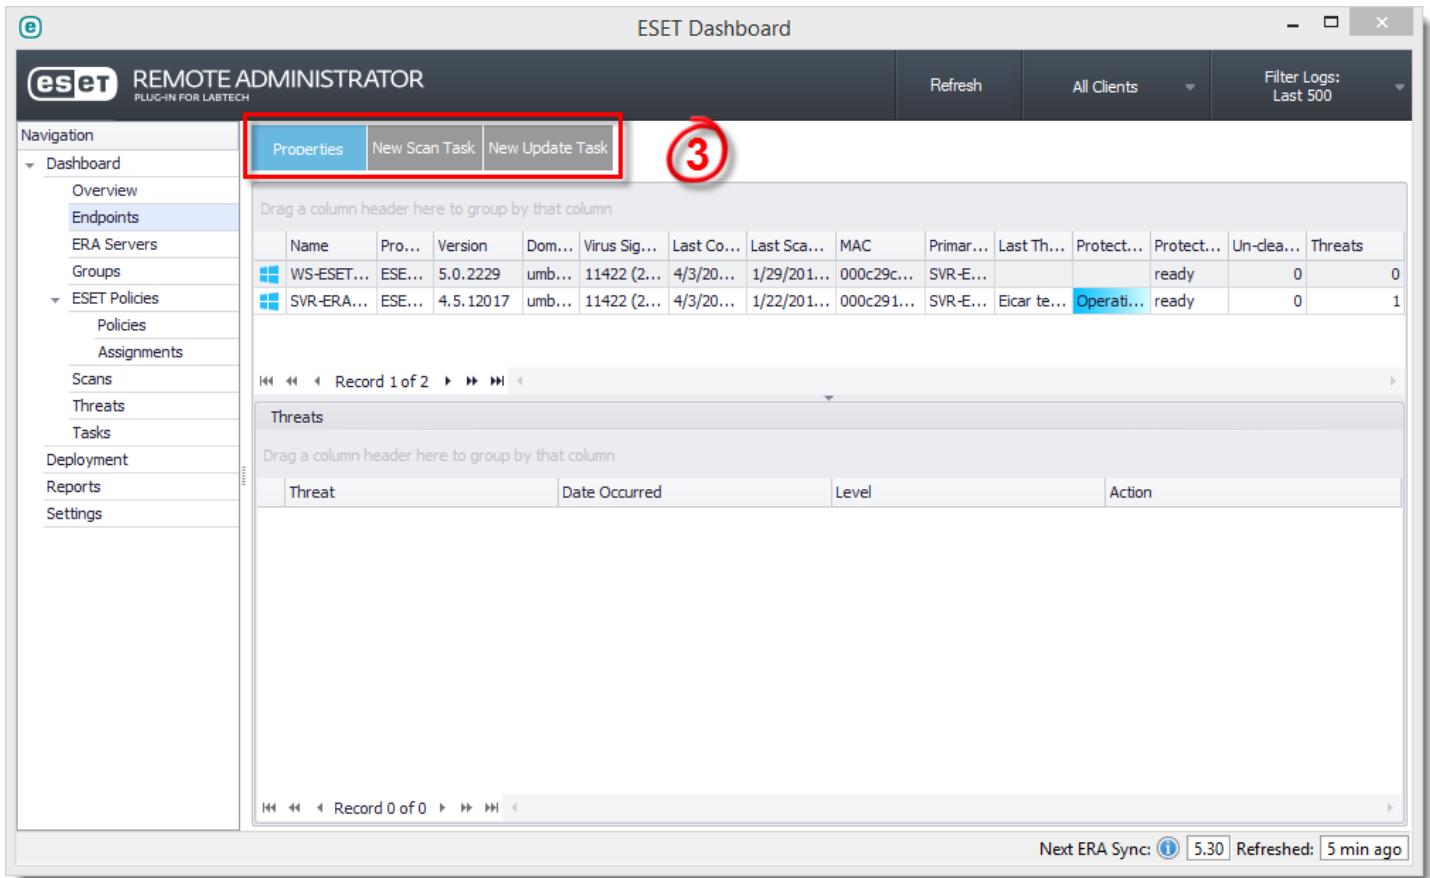 e
ESET Dashboard
eseT REMOTE ADMINISTRATOR
PLUG-IN FOR LABTECH
Refresh
All Clients
Filter Logs:
Last 500
Navigation
Dashboard
Overview
Endpoints
ERA Servers
Groups
ESET Policies
Policies
Assignments
Scans
Threats
Tasks
Deployment
Reports
Settings
Properties New Scan Task New Update Task
3
Drag a column header here to group by that column
Name Pro... Version Dom... Virus Sig... Last Co... Last Sca... MAC Primar... Last Th... Protect... Protect... Un-clea... Threats
WS-ESET... ESE... 5.0.2229 umb... 11422 (2... 4/3/20... 1/29/201... 000c29c... SVR-E... ready 0 0
SVR-ERA... ESE... 4.5.12017 umb... 11422 (2... 4/3/20... 1/22/201... 000c291... SVR-E... Eicar te... Operati... ready 0 1
Record 1 of 2
Threats
Drag a column header here to group by that column
Threat Date Occurred Level Action
Record 0 of 0
Next ERA Sync: i 5.30 Refreshed: 5 min ago